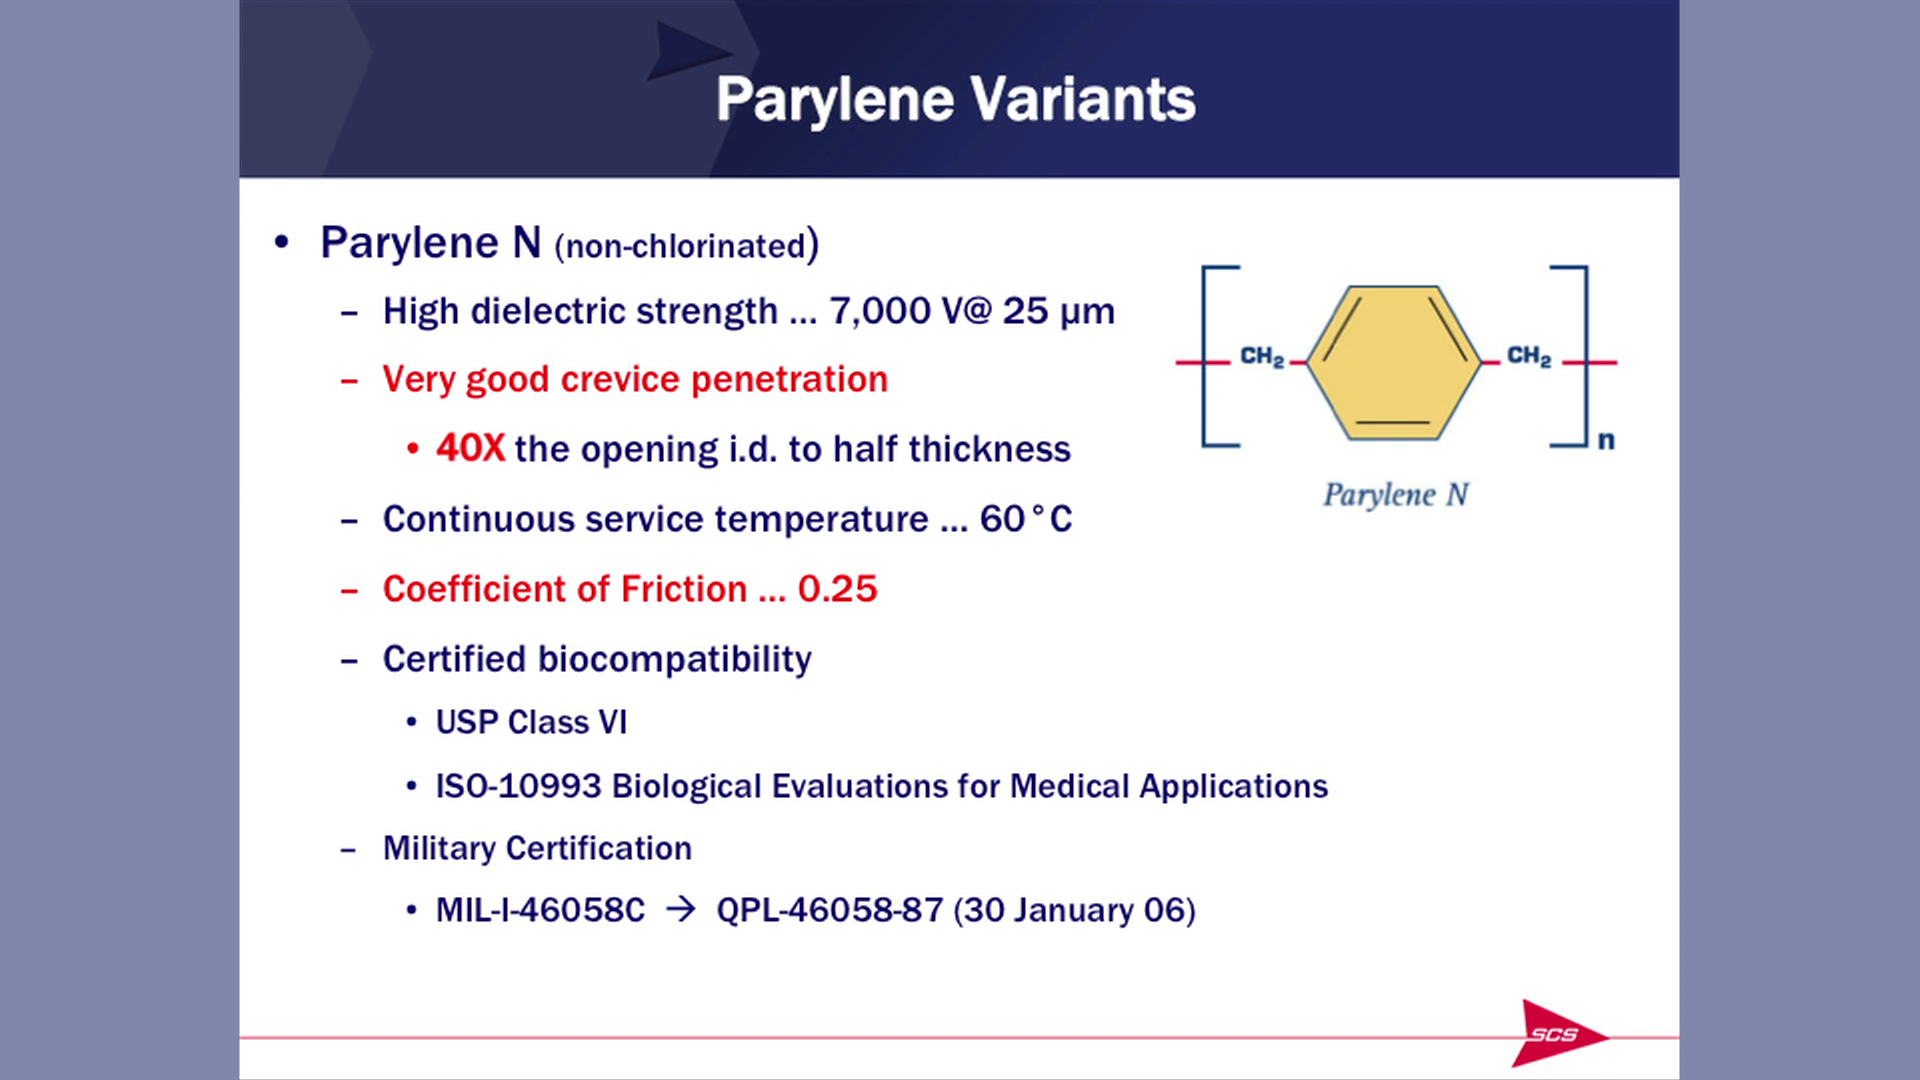 Parylene Variants
• Parylene N (non-chlorinated)
– High dielectric strength ... 7,000 V@ 25 µm
– Very good crevice penetration
• 40X the opening i.d. to half thickness
– Continuous service temperature ... 60°C
– Coefficient of Friction ... 0.25
– Certified biocompatibility
• USP Class VI
• ISO-10993 Biological Evaluations for Medical Applications
– Military Certification
• MIL-I-46058C → QPL-46058-87 (30 January 06)
CH₂ CH₂
n
Parylene N
SCS